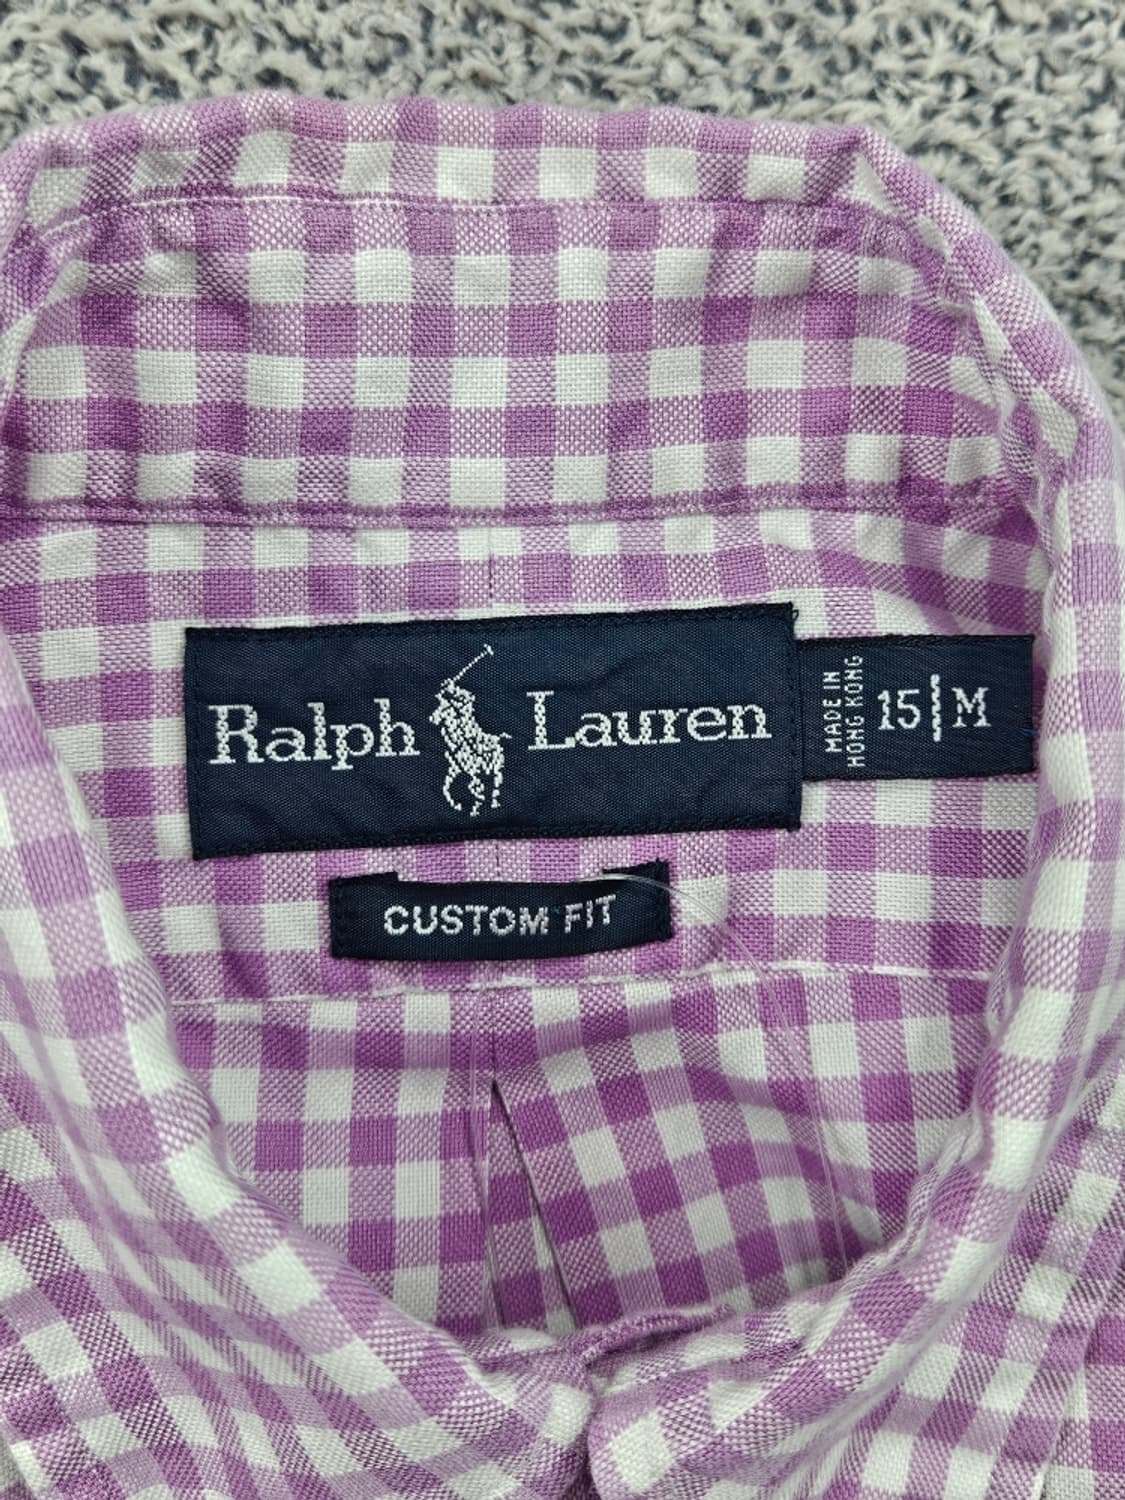 Ralph Lauren
MADE IN
HONG KONG
15|M
CUSTOM FIT